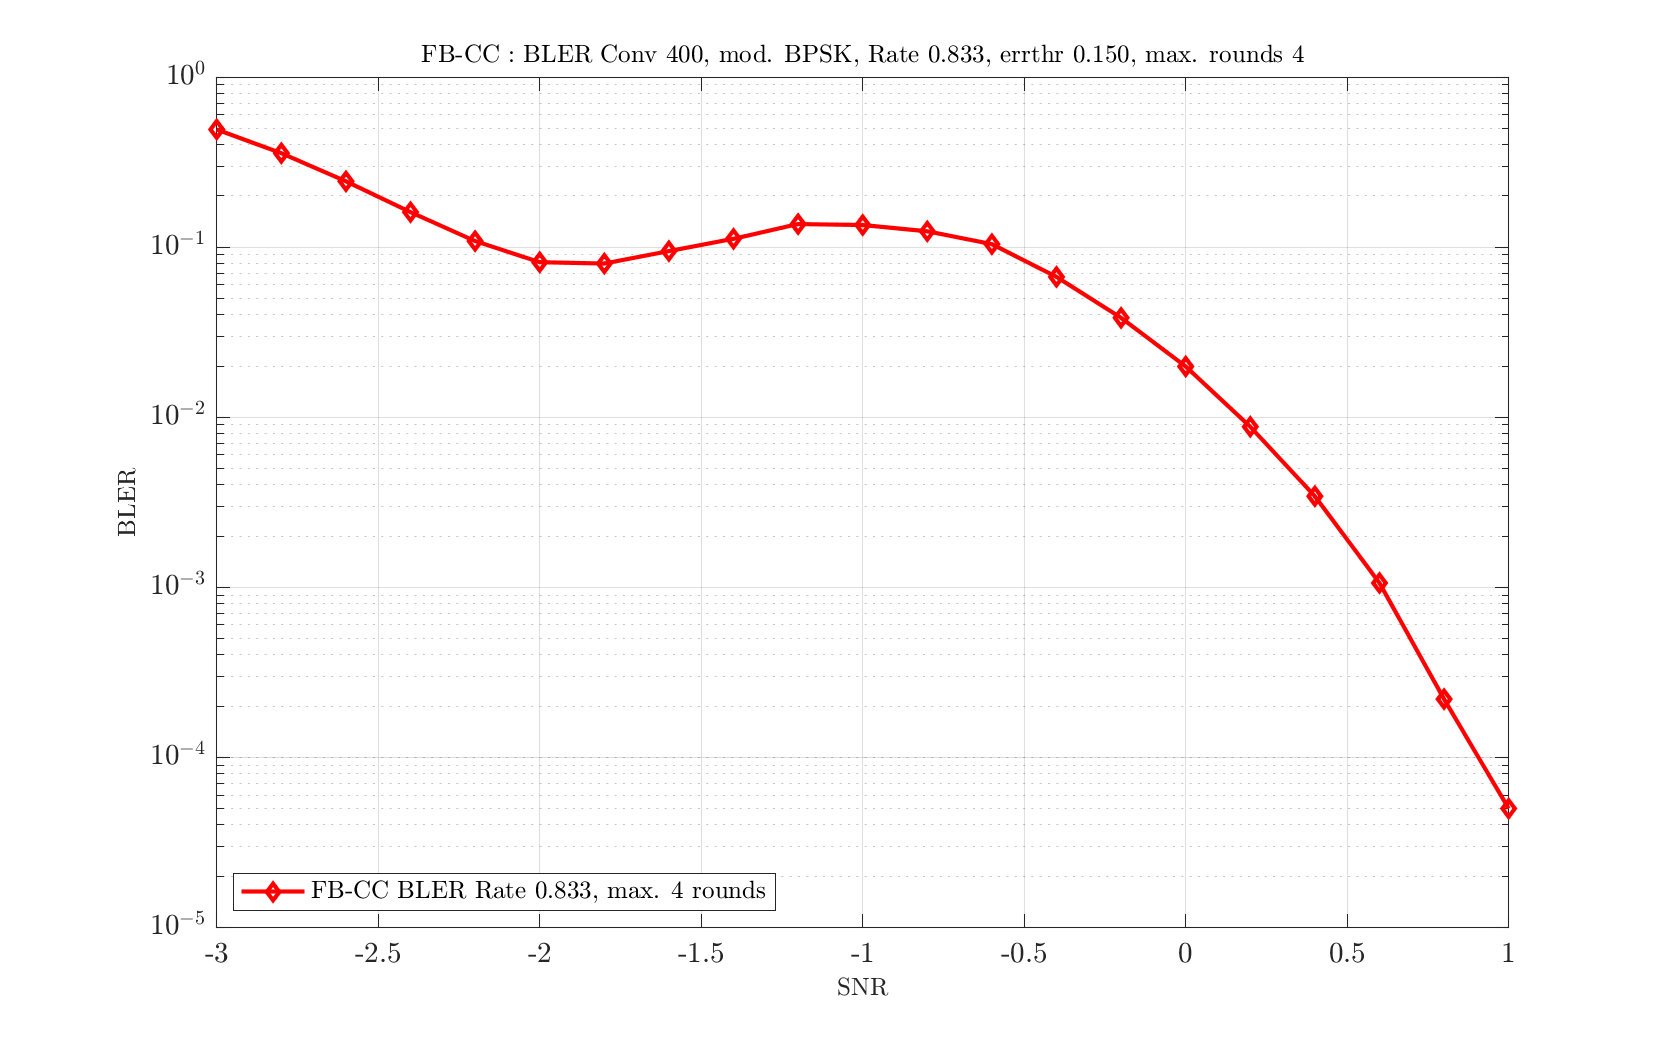 FB-CC : BLER Conv 400, mod. BPSK, Rate 0.833, errthr 0.150, max. rounds 4
10^0
10^-1
10^-2
10^-3
10^-4
10^-5
BLER
FB-CC BLER Rate 0.833, max. 4 rounds
-3 -2.5 -2 -1.5 -1 -0.5 0 0.5 1
SNR